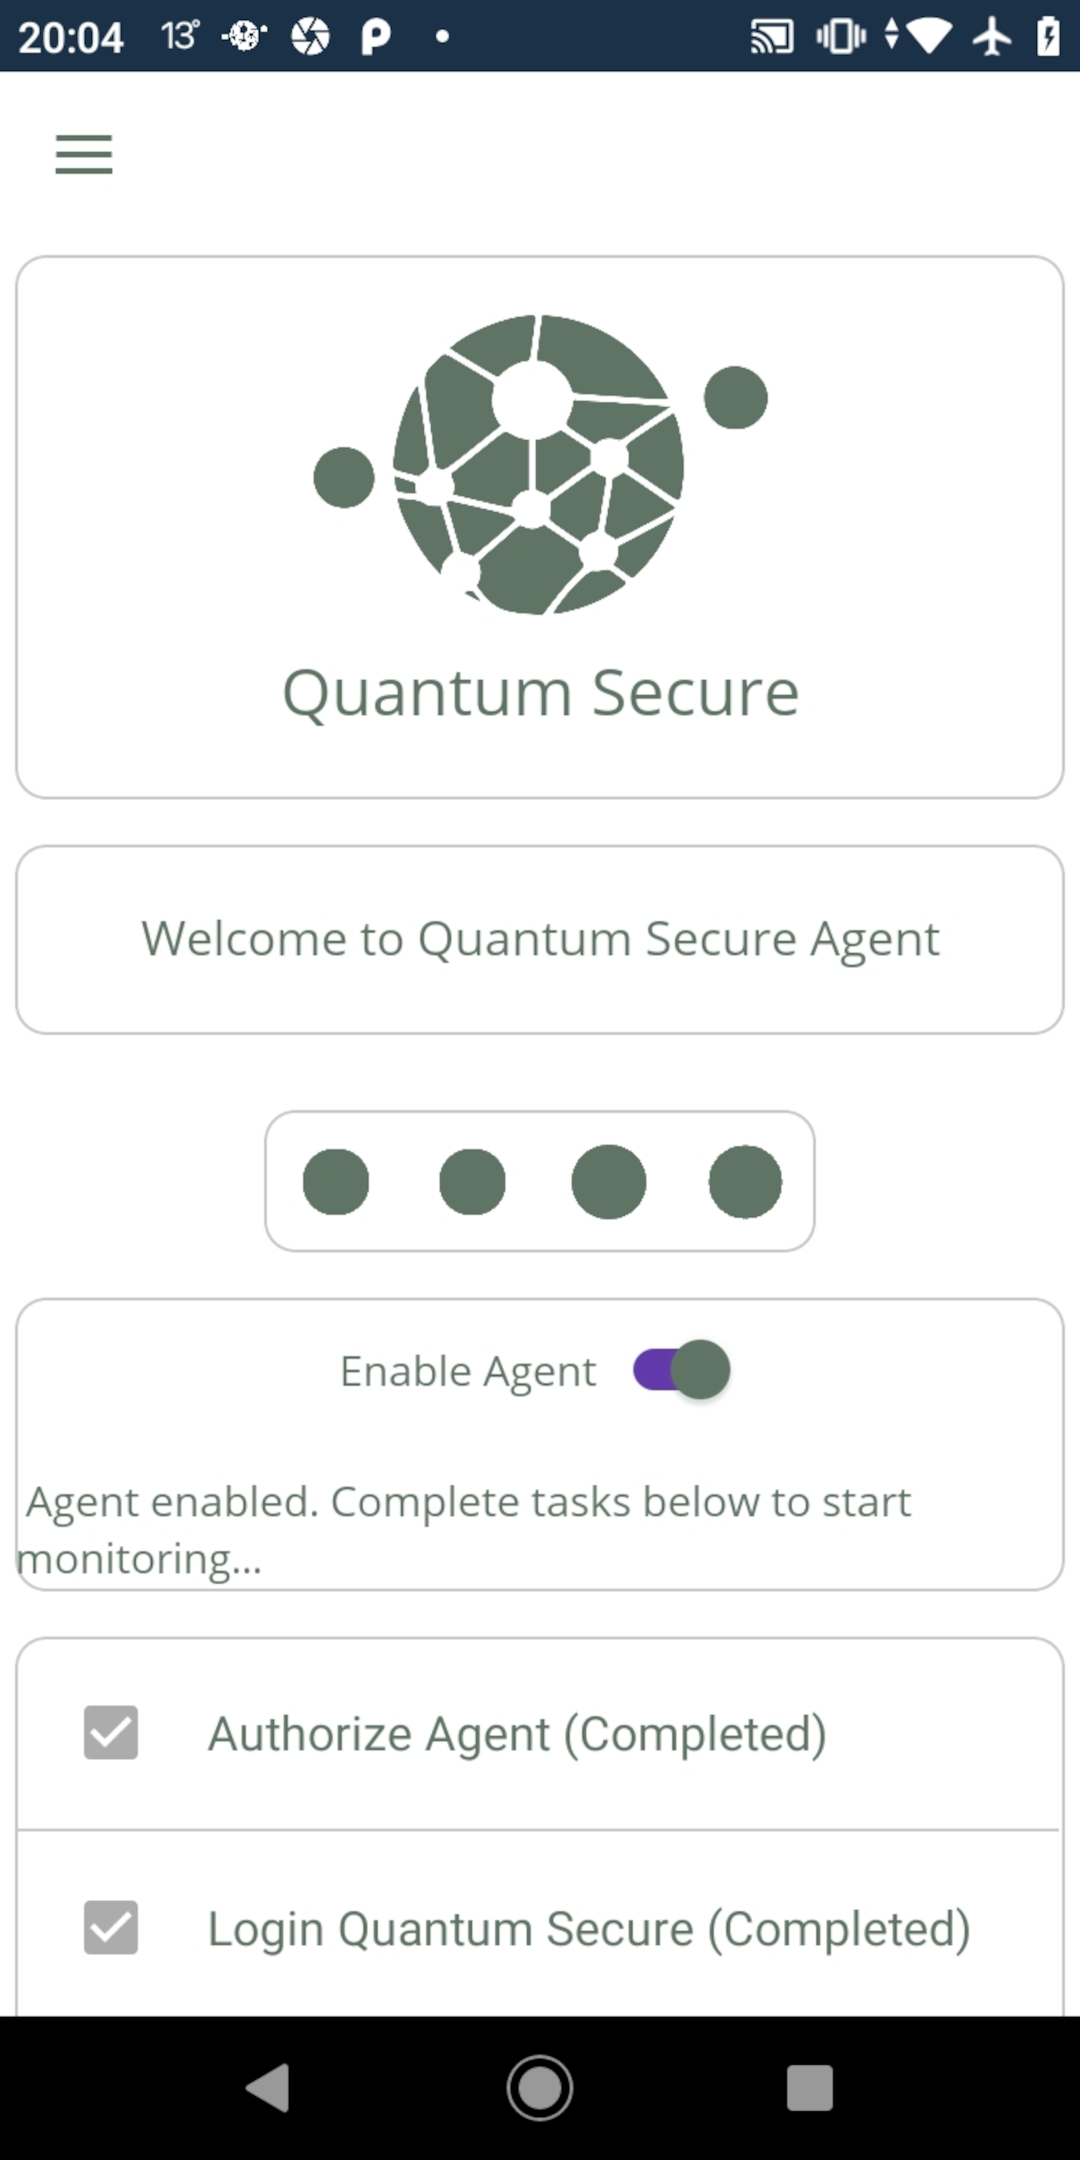 20:04 13°
Quantum Secure
Welcome to Quantum Secure Agent
Enable Agent
Agent enabled. Complete tasks below to start
monitoring...
Authorize Agent (Completed)
Login Quantum Secure (Completed)